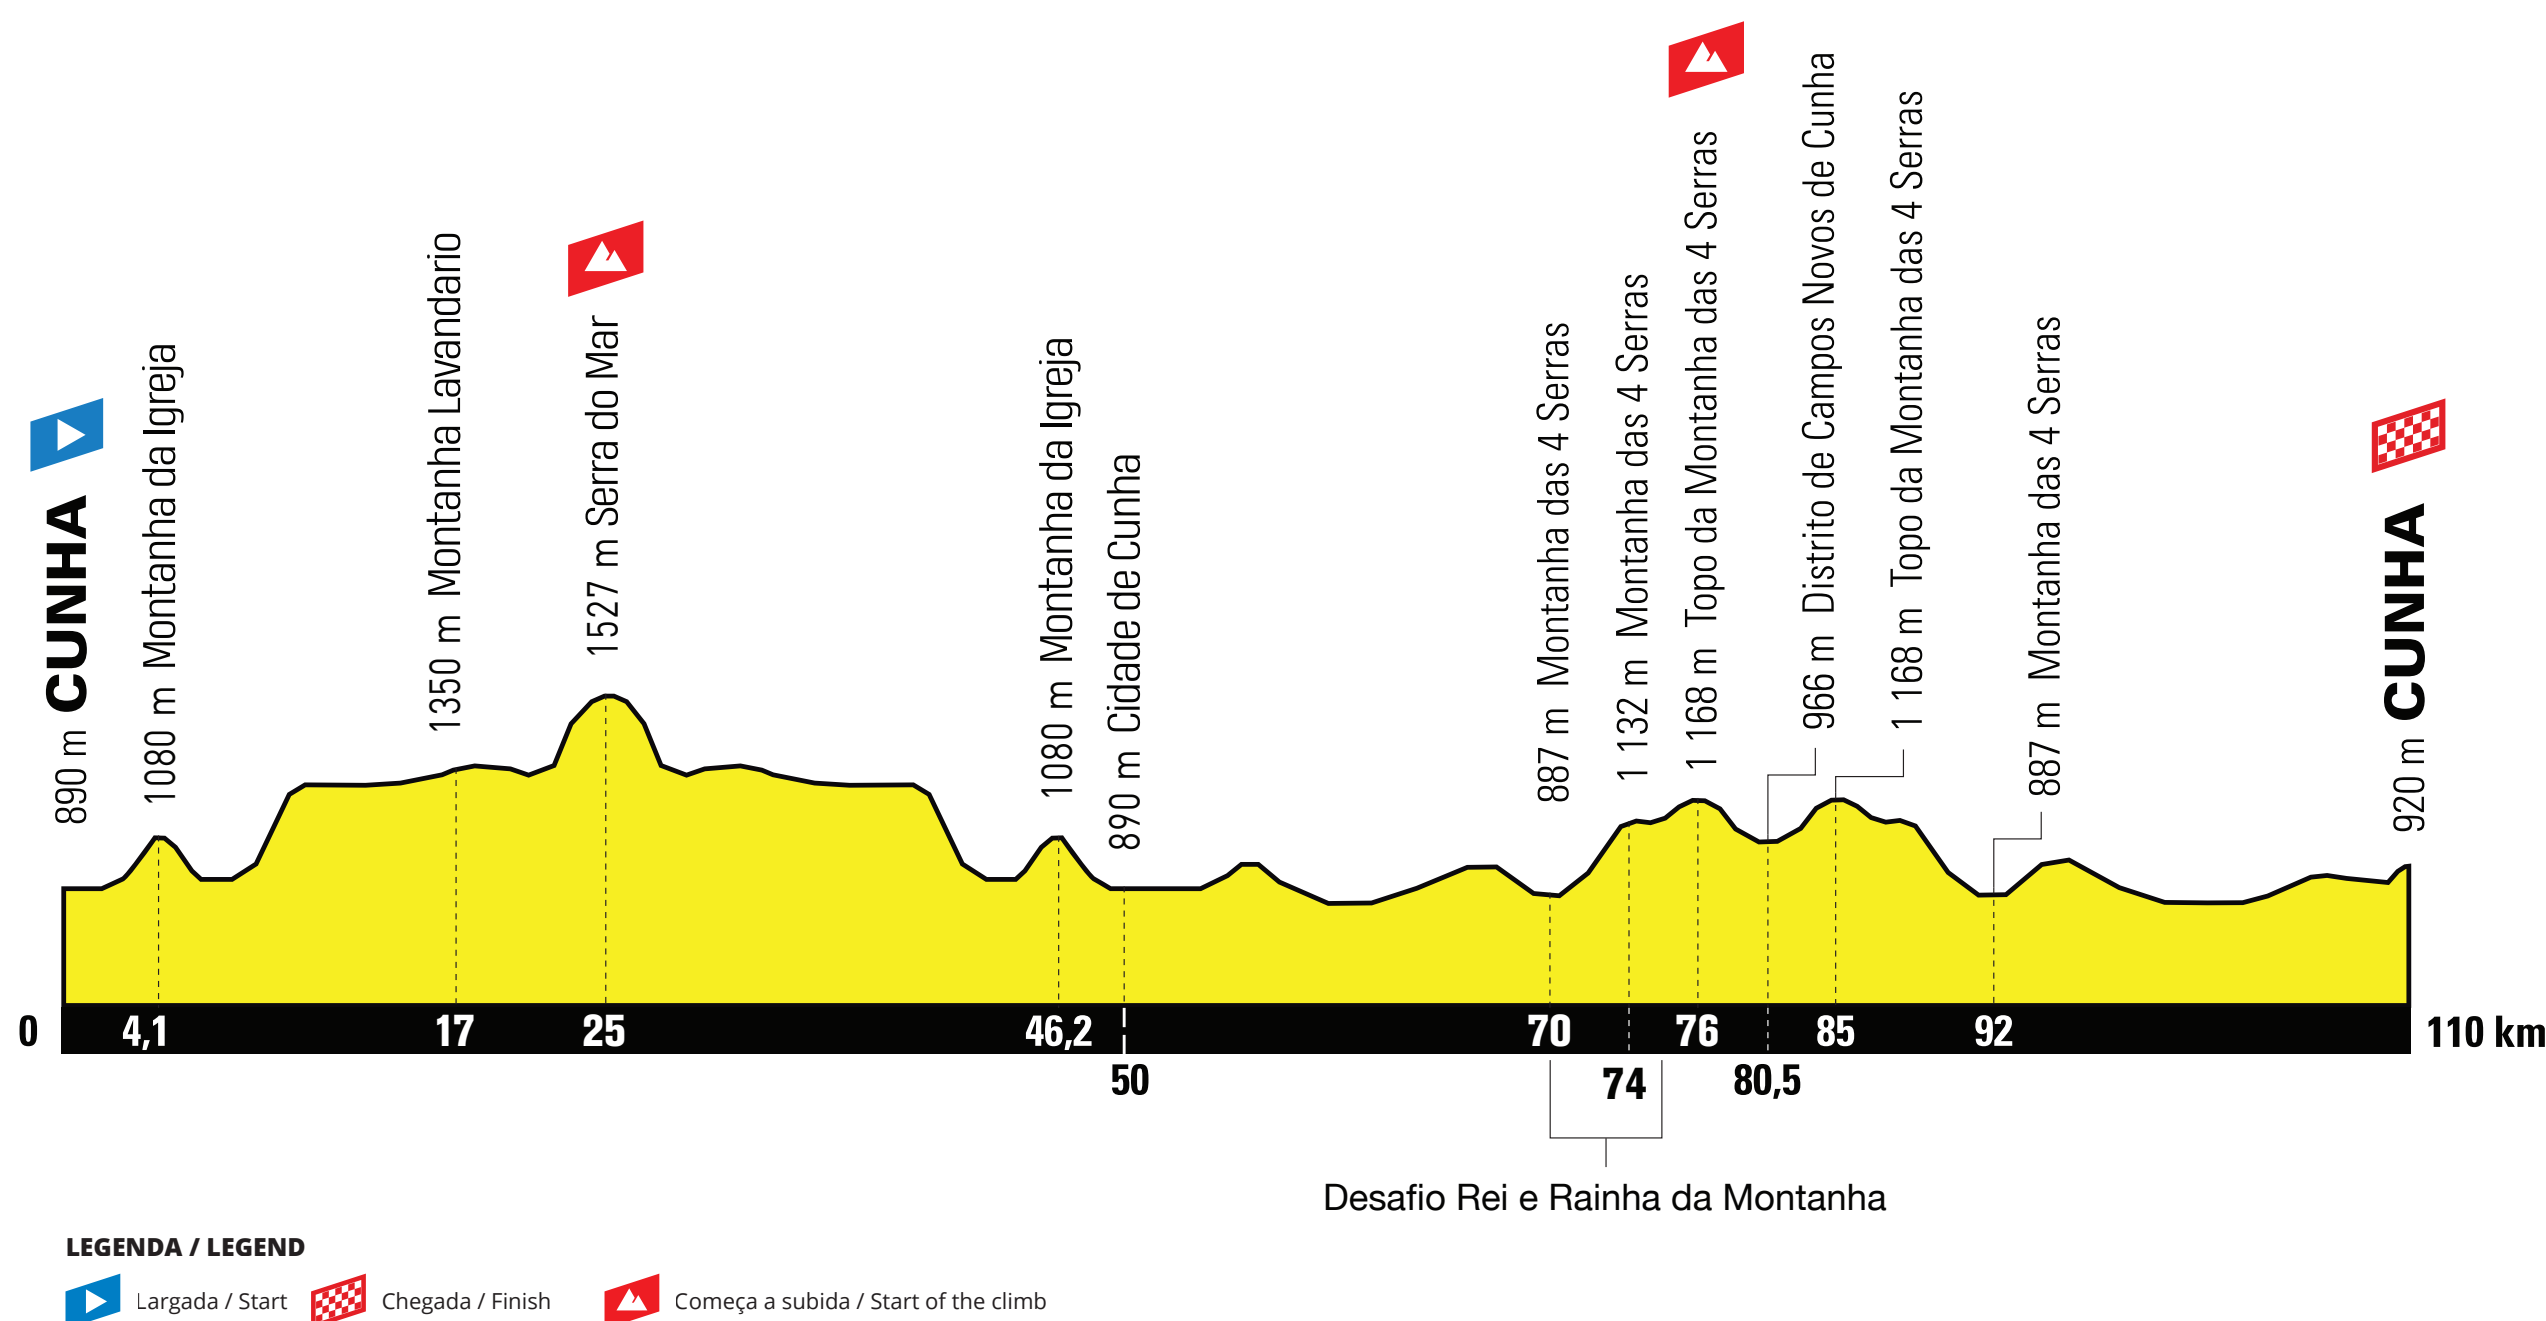 890 m CUNHA
1080 m Montanha da Igreja
1350 m Montanha Lavandario
1527 m Serra do Mar
1080 m Montanha da Igreja
890 m Cidade de Cunha
887 m Montanha das 4 Serras
1 132 m Montanha das 4 Serras
1 168 m Topo da Montanha das 4 Serras
966 m Distrito de Campos Novos de Cunha
1 168 m Topo da Montanha das 4 Serras
887 m Montanha das 4 Serras
920 m CUNHA
0 4,1 17 25 46,2 70 76 85 92 110 km
50 74 80,5
Desafio Rei e Rainha da Montanha
LEGENDA / LEGEND
Largada / Start Chegada / Finish Começa a subida / Start of the climb